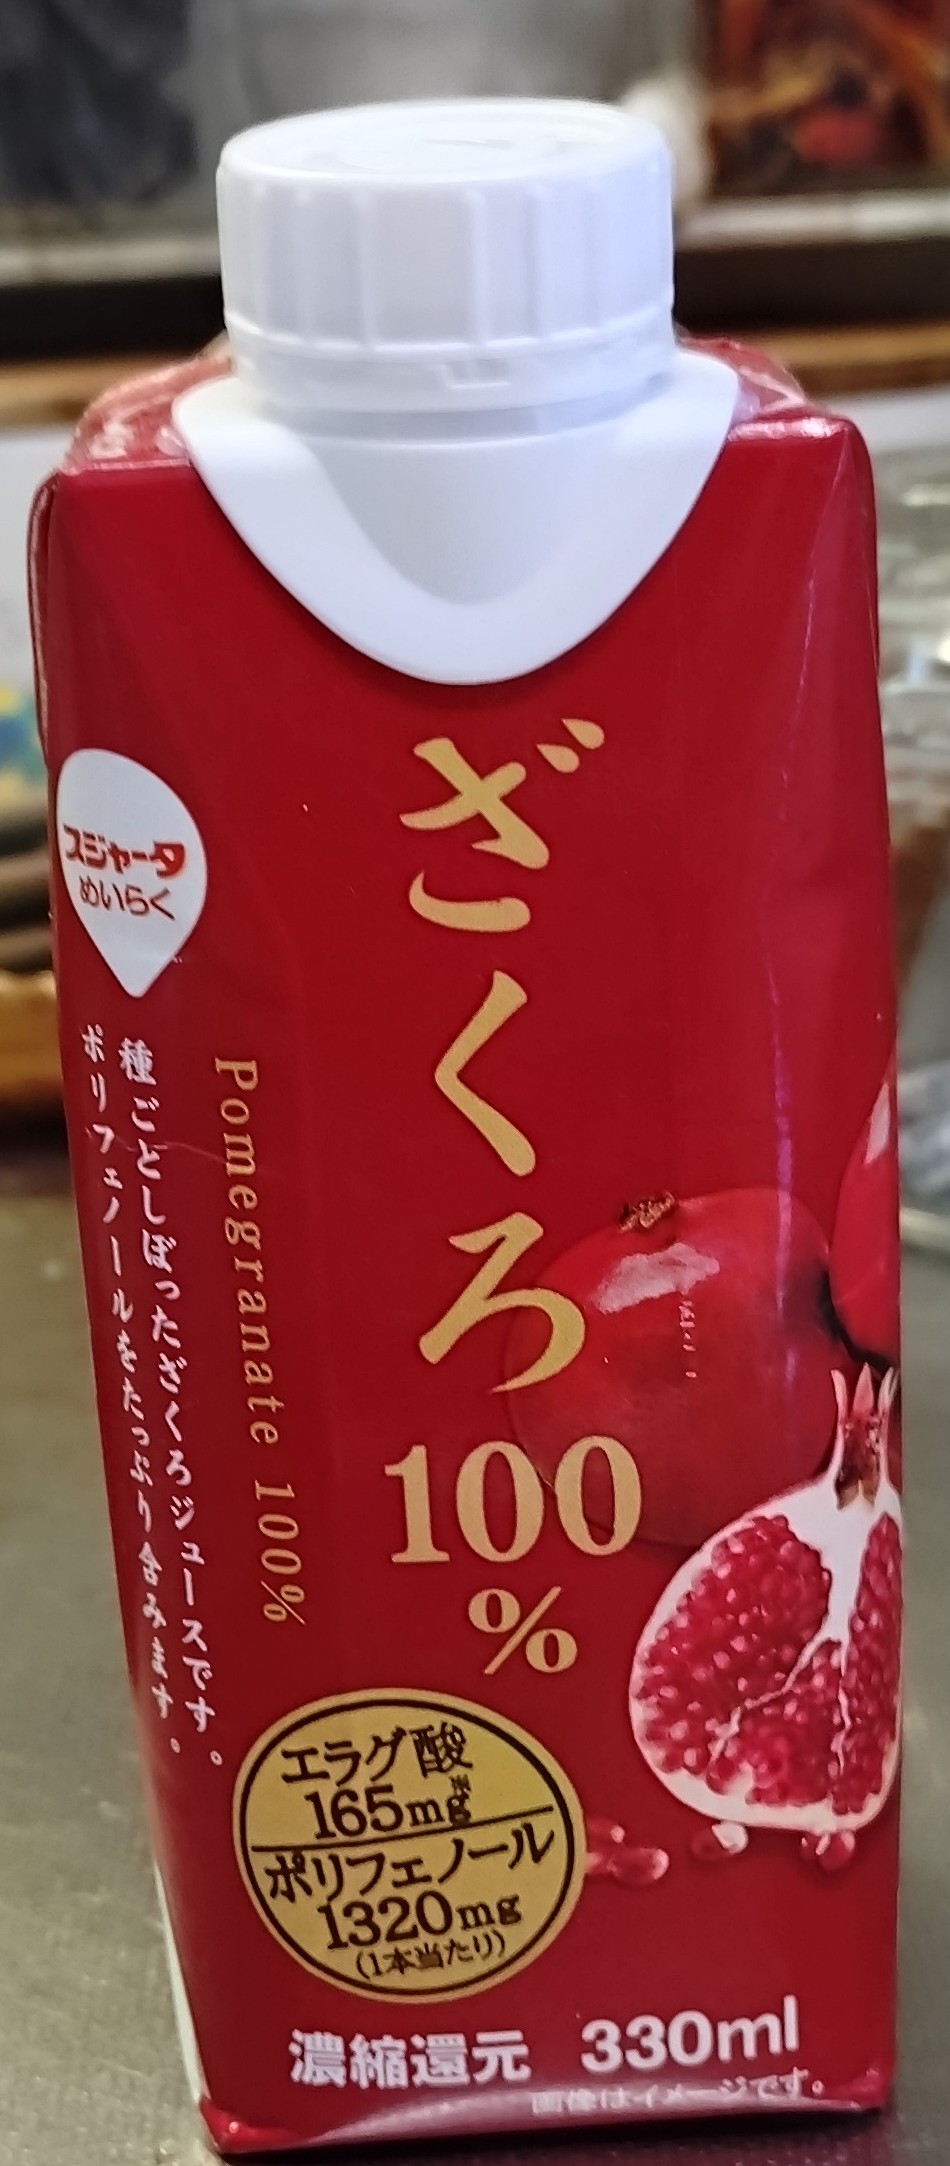 ざくろ
100
%
スジャータ
めいらく
Pomegranate 100%
種ごとしぼったざくろジュースです。
ポリフェノールをたっぷり含みます。
エラグ酸
165mg※
ポリフェノール
1320mg
(1本当たり)
濃縮還元 330ml
画像はイメージです。